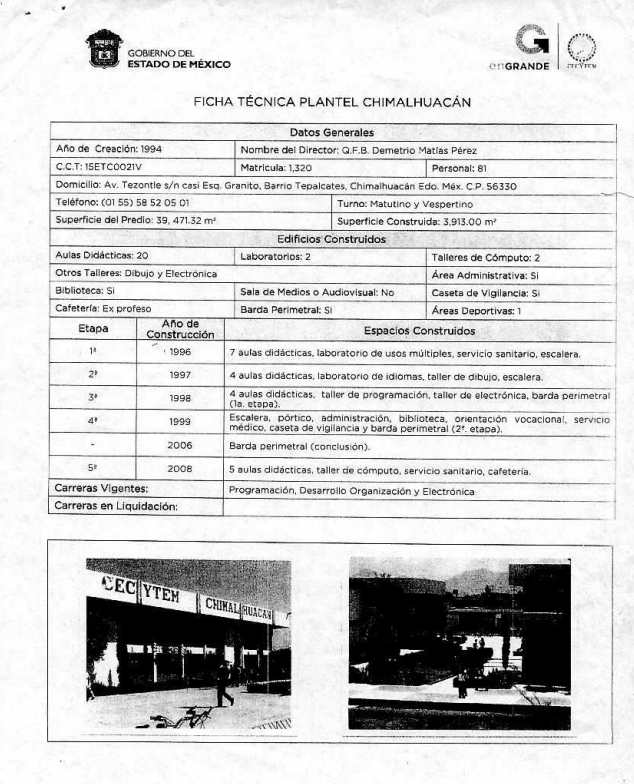 GOBIERNO DEL
ESTADO DE MÉXICO
enGRANDE
CECYTEM
FICHA TÉCNICA PLANTEL CHIMALHUACÁN
Datos Generales
Año de Creación: 1994 Nombre del Director: Q.F.B. Demetrio Matías Pérez
C.C.T: 15ETC0021V Matricula: 1,320 Personal: 81
Domicilio: Av. Tezontle s/n casi Esq. Granito, Barrio Tepalcates, Chimalhuacán Edo. Méx. C.P. 56330
Teléfono: (01 55) 58 52 05 01 Turno: Matutino y Vespertino
Superficie del Predio: 39, 471.32 m² Superficie Construida: 3,913.00 m²
Edificios Construidos
Aulas Didácticas: 20 Laboratorios: 2 Talleres de Cómputo: 2
Otros Talleres: Dibujo y Electrónica Área Administrativa: Si
Biblioteca: Si Sala de Medios o Audiovisual: No Caseta de Vigilancia: Si
Cafetería: Ex profeso Barda Perimetral: Si Áreas Deportivas: 1
Etapa Año de Construcción Espacios Construidos
1ª 1996 7 aulas didácticas, laboratorio de usos múltiples, servicio sanitario, escalera.
2ª 1997 4 aulas didácticas, laboratorio de idiomas, taller de dibujo, escalera.
3ª 1998 4 aulas didácticas, taller de programación, taller de electrónica, barda perimetral
(1a. etapa).
4ª 1999 Escalera, pórtico, administración, biblioteca, orientación vocacional, servicio
médico, caseta de vigilancia y barda perimetral (2ª. etapa).
- 2006 Barda perimetral (conclusión).
5ª 2008 5 aulas didácticas, taller de cómputo, servicio sanitario, cafetería.
Carreras Vigentes: Programación, Desarrollo Organización y Electrónica
Carreras en Liquidación:
CECYTEM CHIMALHUACAN